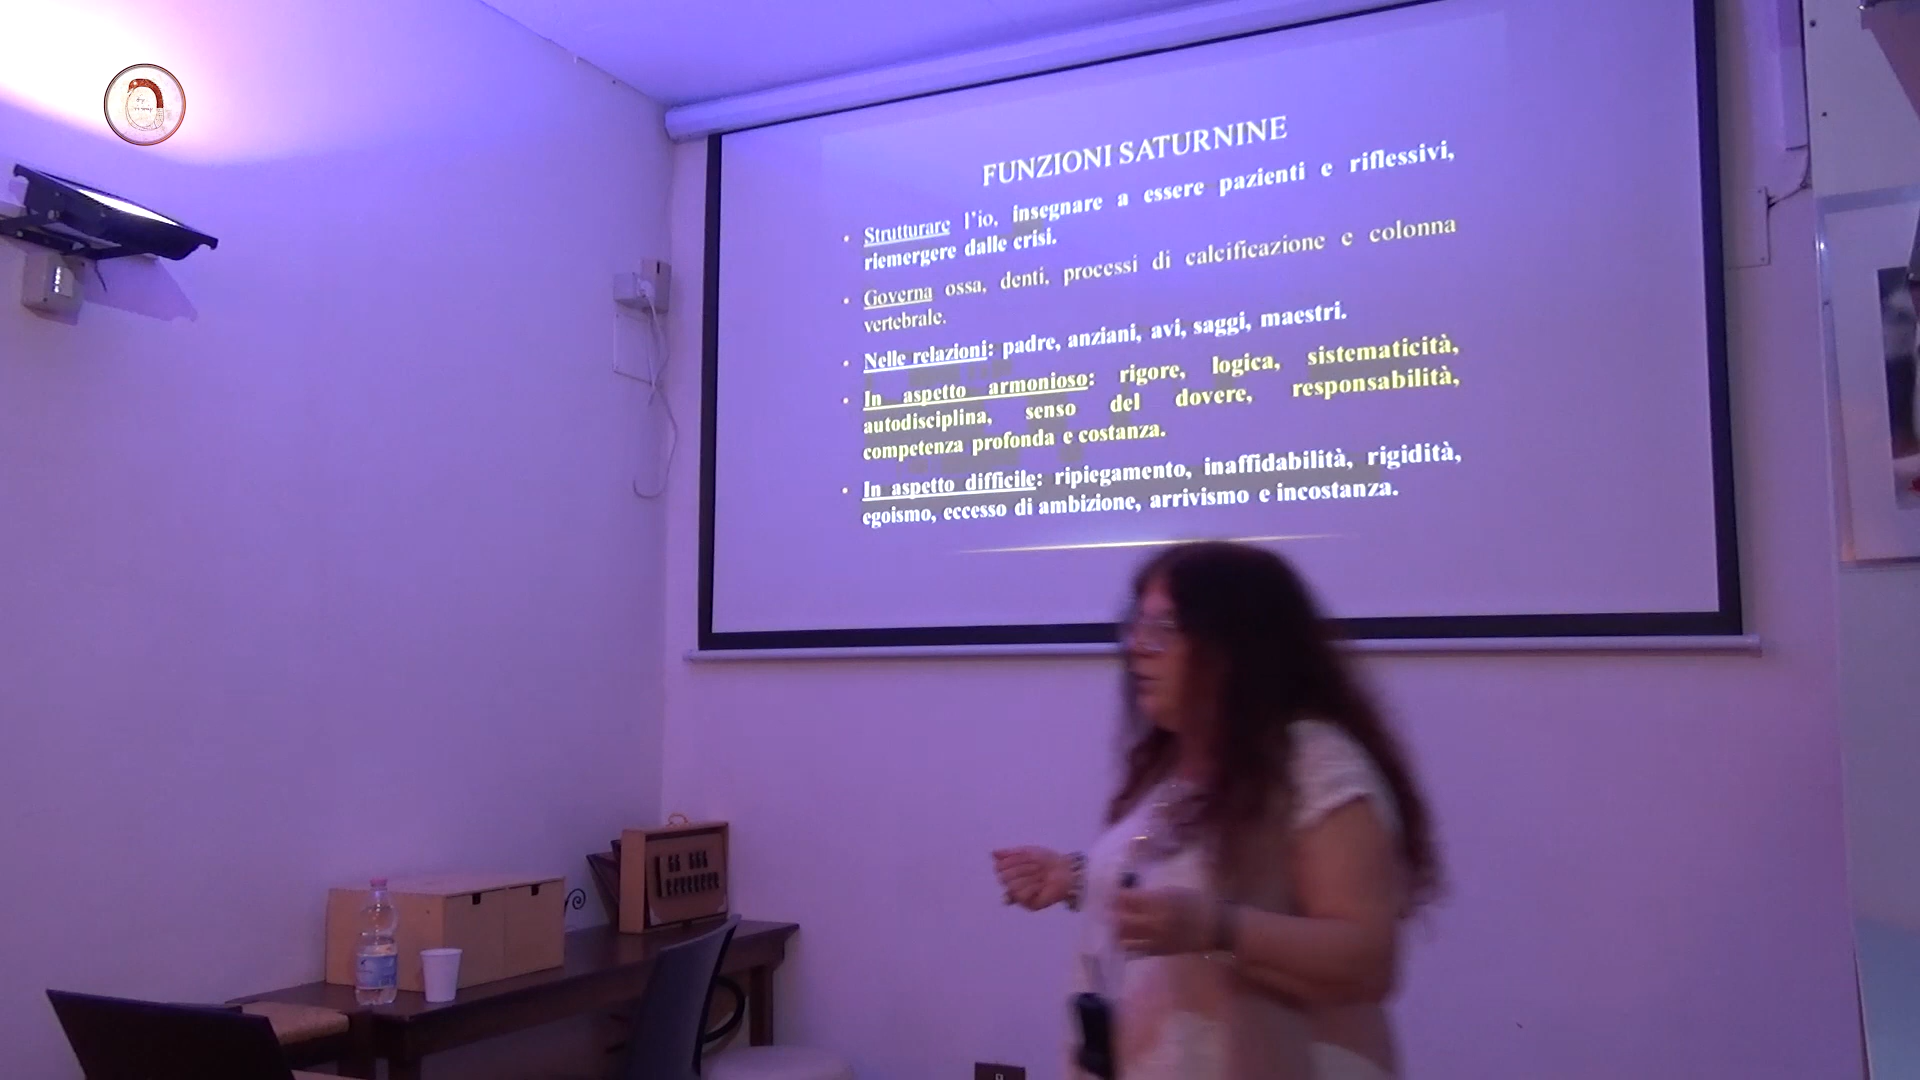 FUNZIONI SATURNINE
• Strutturare l'io, insegnare a essere pazienti e riflessivi,
riemergere dalle crisi.
• Governa ossa, denti, processi di calcificazione e colonna
vertebrale.
• Nelle relazioni: padre, anziani, avi, saggi, maestri.
• In aspetto armonioso: rigore, logica, sistematicità,
autodisciplina, senso del dovere, responsabilità,
competenza profonda e costanza.
• In aspetto difficile: ripiegamento, inaffidabilità, rigidità,
egoismo, eccesso di ambizione, arrivismo e incostanza.